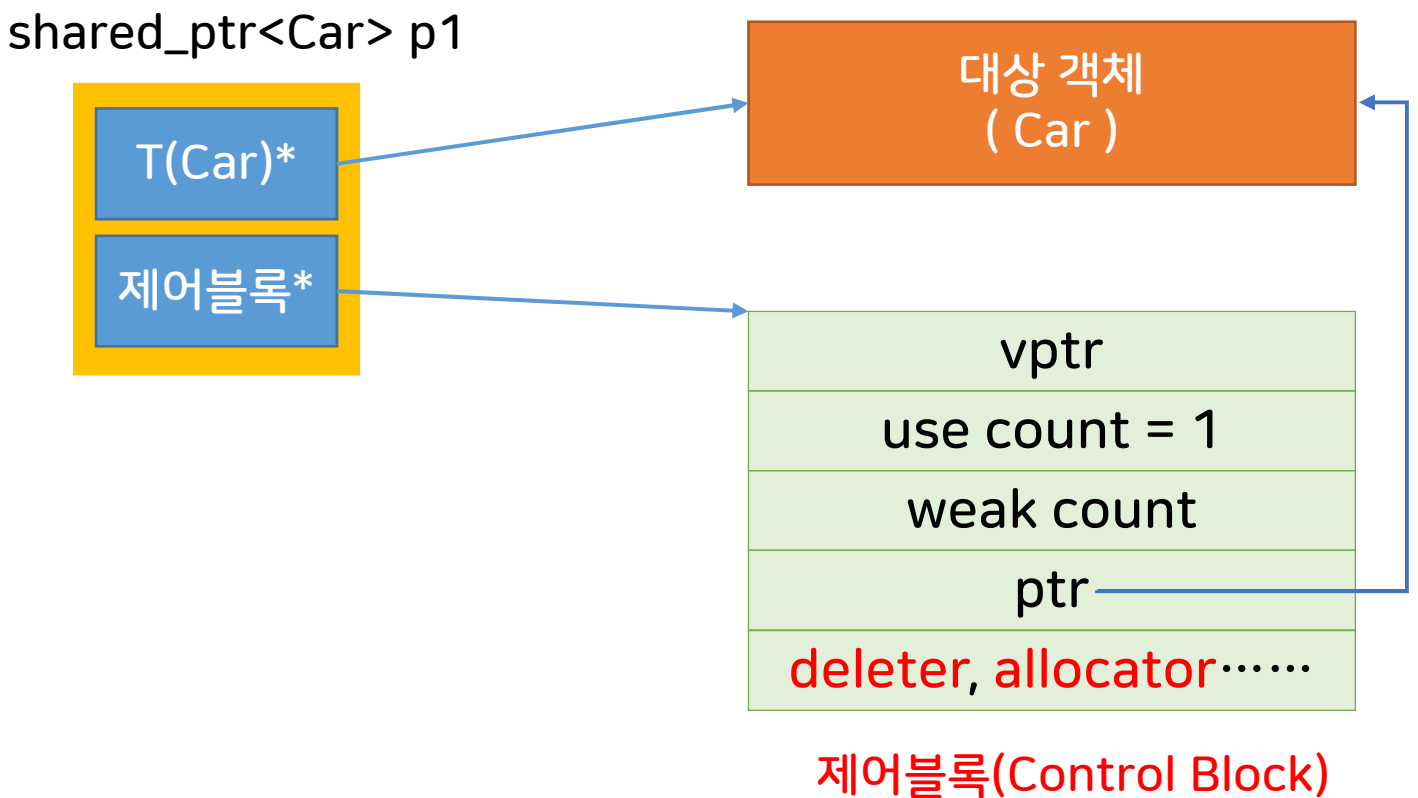 shared_ptr<Car> p1
T(Car)*
제어블록*
대상 객체
( Car )
vptr
use count = 1
weak count
ptr
deleter, allocator……
제어블록(Control Block)